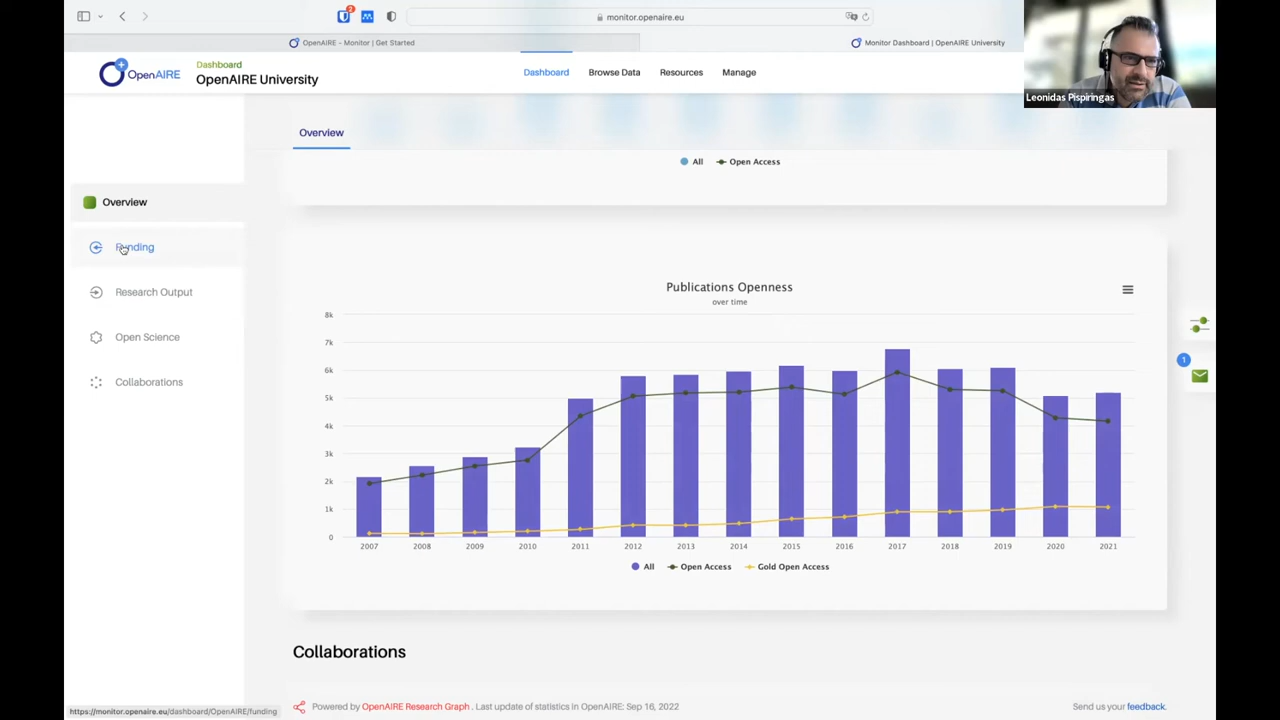 3
monitor.openaire.eu
OpenAIRE - Monitor | Get Started
Monitor Dashboard | OpenAIRE University
OpenAIRE
Dashboard
OpenAIRE University
Dashboard
Browse Data
Resources
Manage
Leonidas Pispiringas
Overview
All
Open Access
Overview
Funding
Research Output
Open Science
Collaborations
Publications Openness
over time
8k
7k
6k
5k
4k
3k
2k
1k
0
2007 2008 2009 2010 2011 2012 2013 2014 2015 2016 2017 2018 2019 2020 2021
All
Open Access
Gold Open Access
1
Collaborations
Powered by OpenAIRE Research Graph . Last update of statistics in OpenAIRE: Sep 16, 2022
Send us your feedback.
https://monitor.openaire.eu/dashboard/OpenAIRE/funding